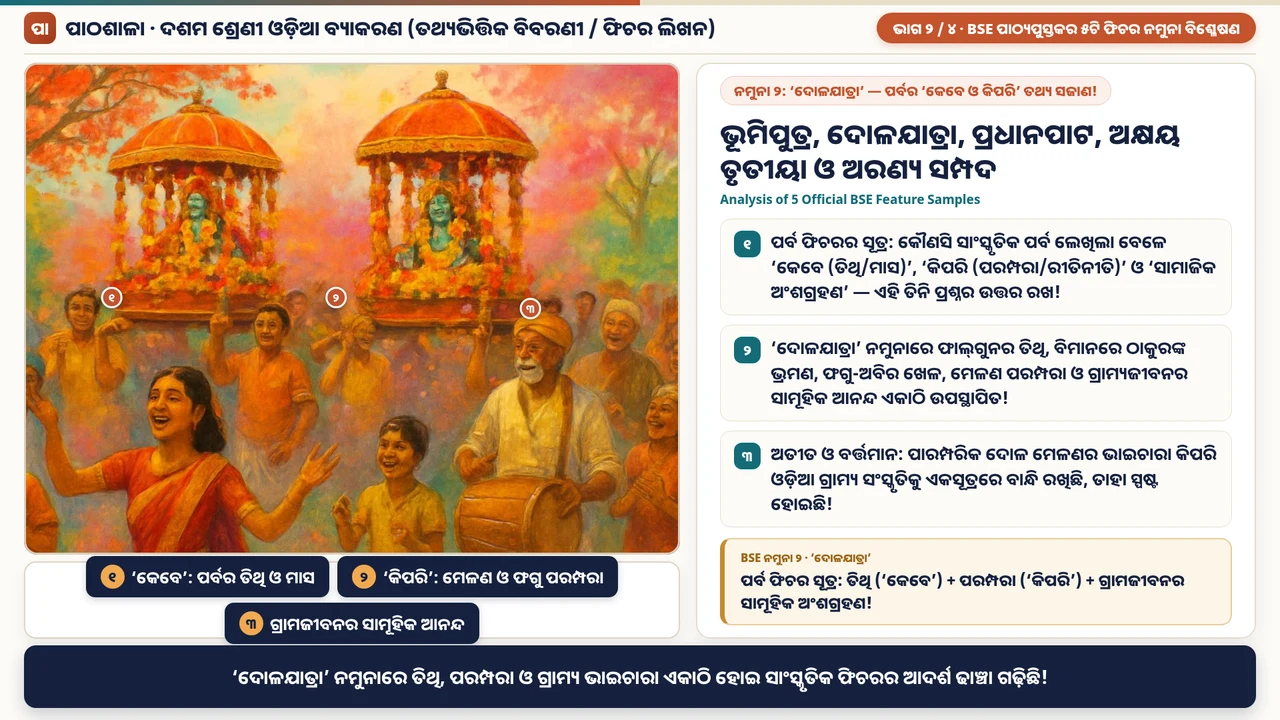 ପା
ପାଠଶାଳା · ଦଶମ ଶ୍ରେଣୀ ଓଡ଼ିଆ ବ୍ୟାକରଣ (ତଥ୍ୟଭିତ୍ତିକ ବିବରଣୀ / ଫିଚର ଲିଖନ)
ଭାଗ ୨ / ୪ · BSE ପାଠ୍ୟପୁସ୍ତକର ୫ଟି ଫିଚର ନମୁନା ବିଶ୍ଳେଷଣ
୧
୨
୩
୧ ‘କେବେ’: ପର୍ବର ତିଥି ଓ ମାସ
୨ ‘କିପରି’: ମେଳଣ ଓ ଫଗୁ ପରମ୍ପରା
୩ ଗ୍ରାମଜୀବନର ସାମୂହିକ ଆନନ୍ଦ
ନମୁନା ୨: ‘ଦୋଳଯାତ୍ରା’ — ପର୍ବର ‘କେବେ ଓ କିପରି’ ତଥ୍ୟ ସଜାଣ!
ଭୂମିପୁତ୍ର, ଦୋଳଯାତ୍ରା, ପ୍ରଧାନପାଟ, ଅକ୍ଷୟ
ତୃତୀୟା ଓ ଅରଣ୍ୟ ସମ୍ପଦ
Analysis of 5 Official BSE Feature Samples
୧
ପର୍ବ ଫିଚରର ସୂତ୍ର: କୌଣସି ସାଂସ୍କୃତିକ ପର୍ବ ଲେଖିଲା ବେଳେ
‘କେବେ (ତିଥି/ମାସ)’, ‘କିପରି (ପରମ୍ପରା/ରୀତିନୀତି)’ ଓ ‘ସାମାଜିକ
ଅଂଶଗ୍ରହଣ’ — ଏହି ତିନି ପ୍ରଶ୍ନର ଉତ୍ତର ରଖ!
୨
‘ଦୋଳଯାତ୍ରା’ ନମୁନାରେ ଫାଲ୍‌ଗୁନର ତିଥି, ବିମାନରେ ଠାକୁରଙ୍କ
ଭ୍ରମଣ, ଫଗୁ-ଅବିର ଖେଳ, ମେଳଣ ପରମ୍ପରା ଓ ଗ୍ରାମ୍ୟଜୀବନର
ସାମୂହିକ ଆନନ୍ଦ ଏକାଠି ଉପସ୍ଥାପିତ!
୩
ଅତୀତ ଓ ବର୍ତ୍ତମାନ: ପାରମ୍ପରିକ ଦୋଳ ମେଳଣର ଭାଇଚାରା କିପରି
ଓଡ଼ିଆ ଗ୍ରାମ୍ୟ ସଂସ୍କୃତିକୁ ଏକସୂତ୍ରରେ ବାନ୍ଧି ରଖିଛି, ତାହା ସ୍ପଷ୍ଟ
ହୋଇଛି!
BSE ନମୁନା ୨ · ‘ଦୋଳଯାତ୍ରା’
ପର୍ବ ଫିଚର ସୂତ୍ର: ତିଥି (‘କେବେ’) + ପରମ୍ପରା (‘କିପରି’) + ଗ୍ରାମଜୀବନର
ସାମୂହିକ ଅଂଶଗ୍ରହଣ!
‘ଦୋଳଯାତ୍ରା’ ନମୁନାରେ ତିଥି, ପରମ୍ପରା ଓ ଗ୍ରାମ୍ୟ ଭାଇଚାରା ଏକାଠି ହୋଇ ସାଂସ୍କୃତିକ ଫିଚରର ଆଦର୍ଶ ଢାଞ୍ଚା ଗଢ଼ିଛି!